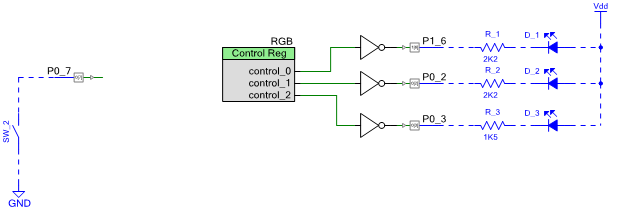 Vdd
RGB
Control Reg
control_0
control_1
control_2
P1_6
R_1
2K2
D_1
P0_7
P0_2
R_2
2K2
D_2
P0_3
R_3
1K5
D_3
SW_2
GND